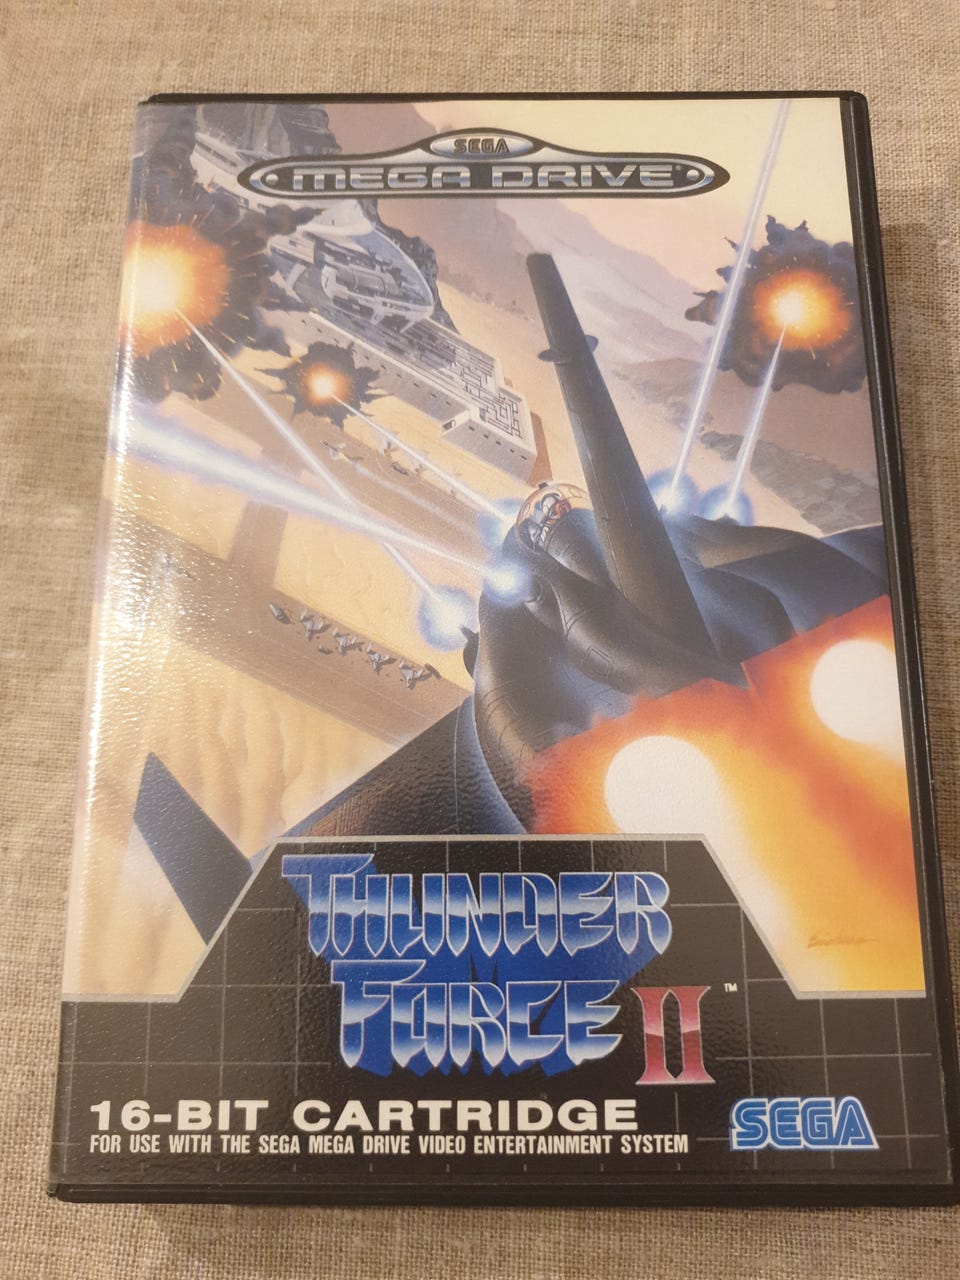 SEGA
MEGA DRIVE
THUNDER
FORCE II ™
16-BIT CARTRIDGE
FOR USE WITH THE SEGA MEGA DRIVE VIDEO ENTERTAINMENT SYSTEM
SEGA